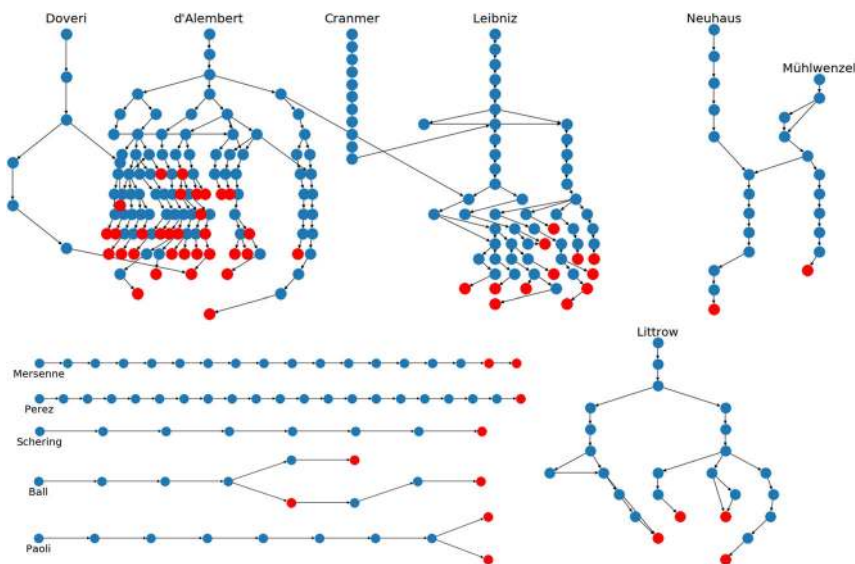 Doveri
d'Alembert
Cranmer
Leibniz
Neuhaus
Mühlwenzel
Littrow
Mersenne
Perez
Schering
Ball
Paoli